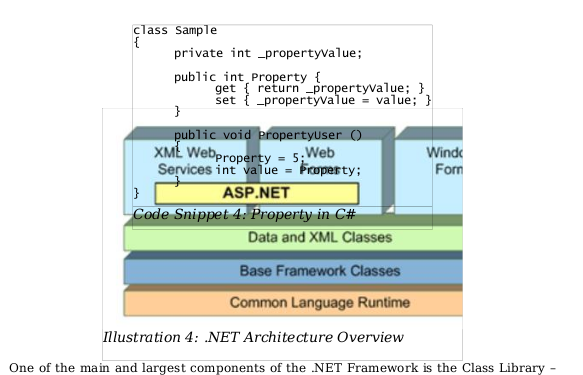 class Sample
{
private int _propertyValue;
public int Property {
get { return _propertyValue; }
set { _propertyValue = value; }
}
public void PropertyUser ()
{
Property = 5;
int value = Property;
}
}
Code Snippet 4: Property in C#
XML Web
Services
Web
Forms
Windo
Form
ASP.NET
Data and XML Classes
Base Framework Classes
Common Language Runtime
Illustration 4: .NET Architecture Overview
One of the main and largest components of the .NET Framework is the Class Library –